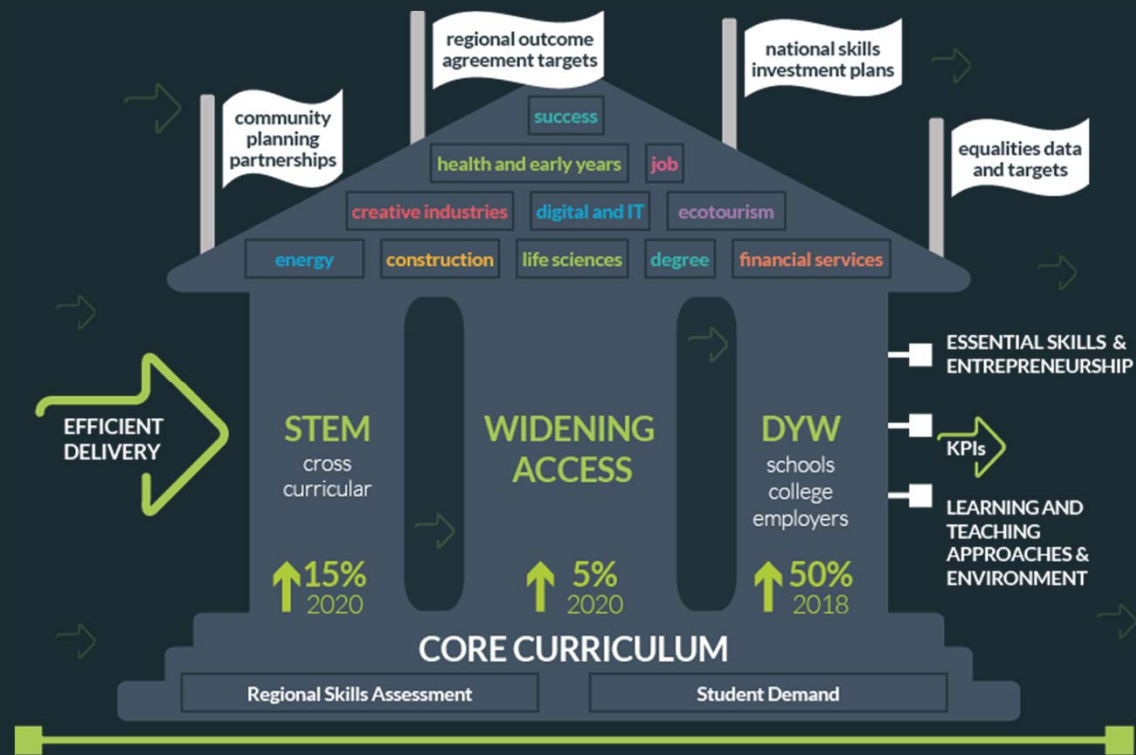 regional outcome
agreement targets
national skills
investment plans
community
planning
partnerships
equalities data
and targets
success
health and early years
job
creative industries
digital and IT
ecotourism
energy
construction
life sciences
degree
financial services
EFFICIENT
DELIVERY
STEM
cross
curricular
15%
2020
WIDENING
ACCESS
5%
2020
DYW
schools
college
employers
50%
2018
ESSENTIAL SKILLS &
ENTREPRENEURSHIP
KPIs
LEARNING AND
TEACHING
APPROACHES &
ENVIRONMENT
CORE CURRICULUM
Regional Skills Assessment
Student Demand